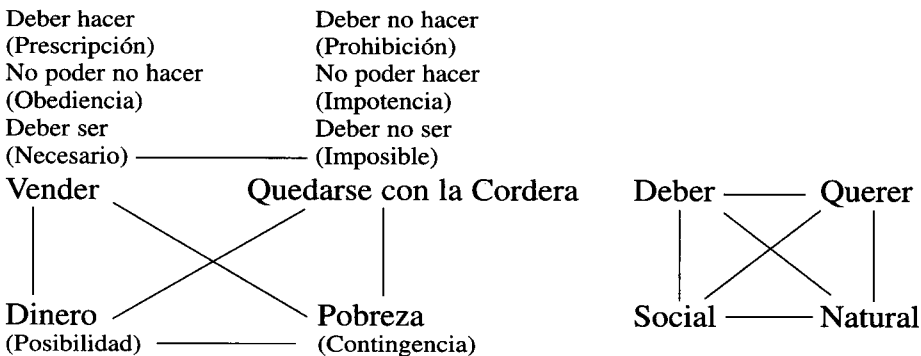 Deber hacer
(Prescripción)
No poder no hacer
(Obediencia)
Deber ser
(Necesario)
Deber no hacer
(Prohibición)
No poder hacer
(Impotencia)
Deber no ser
(Imposible)
Vender
Quedarse con la Cordera
Dinero
(Posibilidad)
Pobreza
(Contingencia)
Deber
Querer
Social
Natural